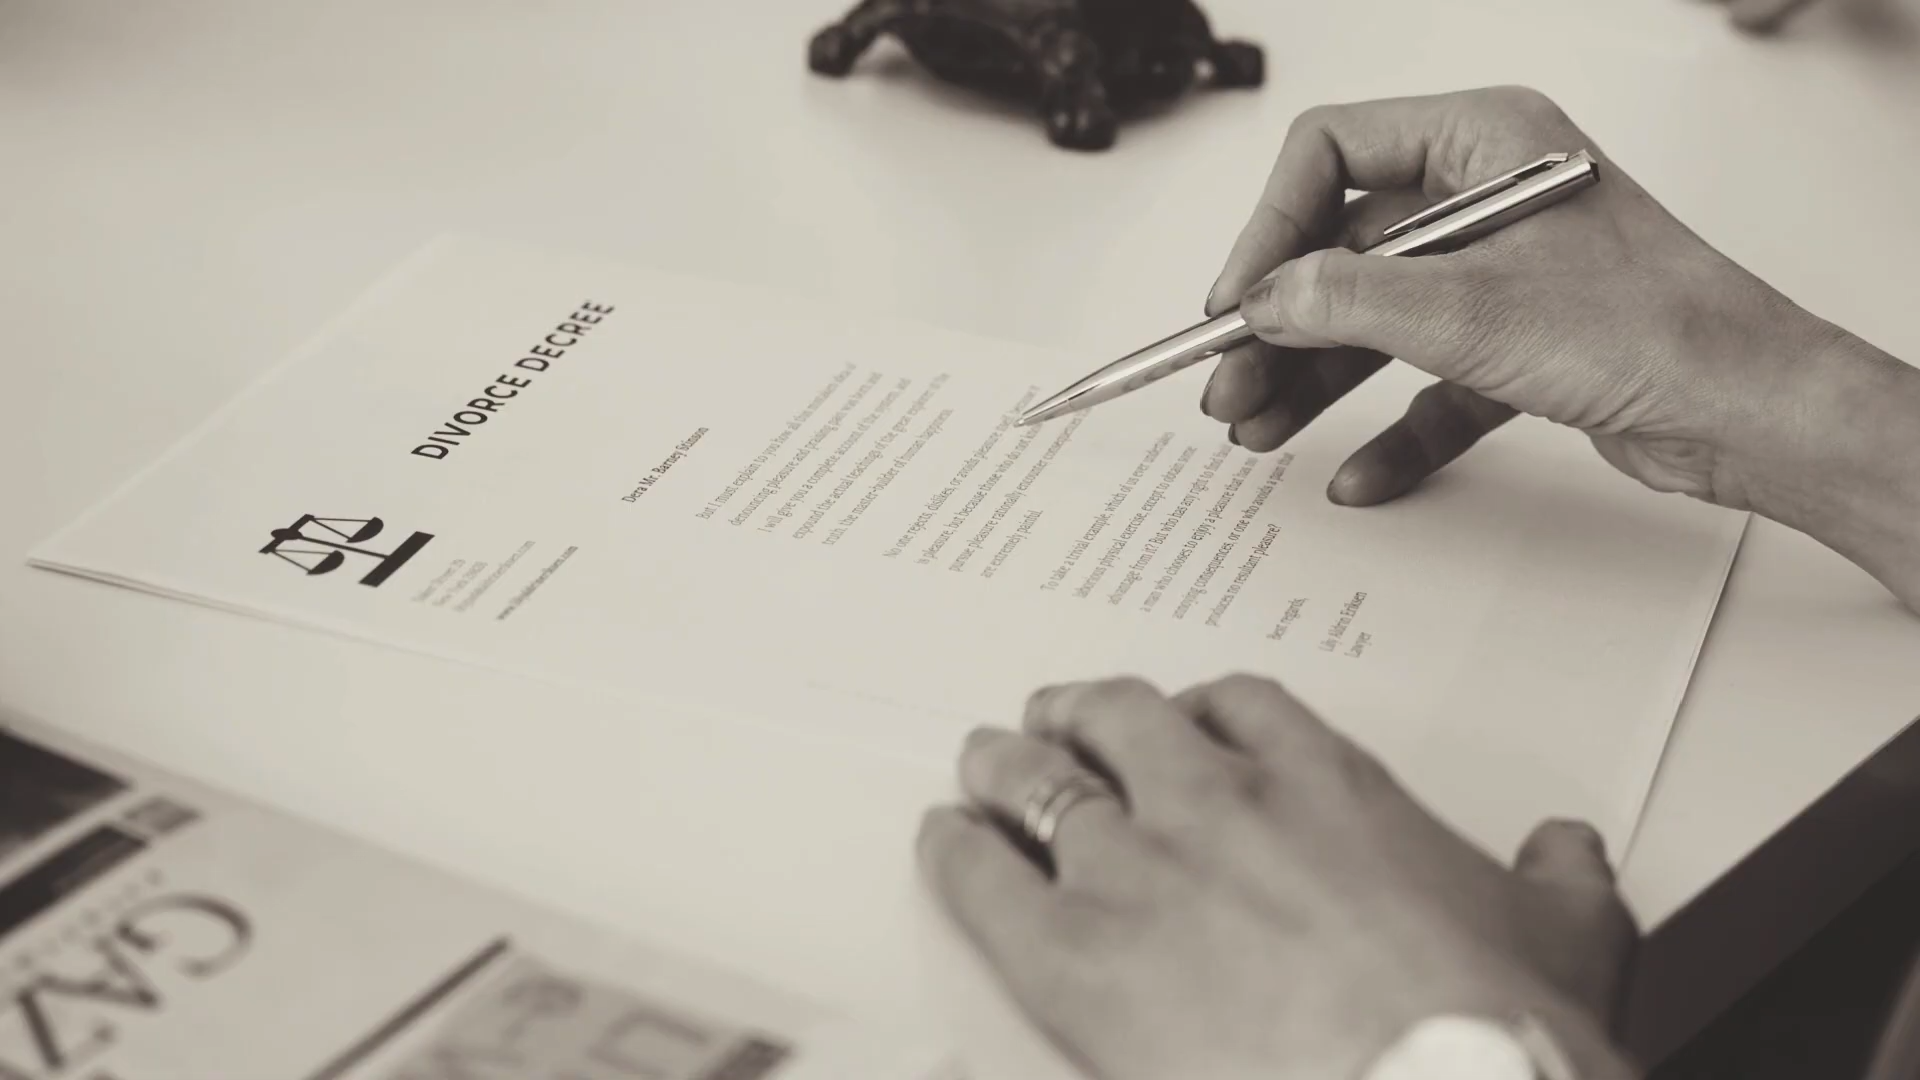 DIVORCE DECREE
Dera Mr. Barney Stinson
But I must explain to you how all this mistaken idea of
denouncing pleasure and praising pain was born and
I will give you a complete account of the system, and
expound the actual teachings of the great explorer of the
truth, the master-builder of human happiness.
No one rejects, dislikes, or avoids pleasure itself, because it
is pleasure, but because those who do not know
pursue pleasure rationally encounter consequences
are extremely painful.
To take a trivial example, which of us ever undertakes
laborious physical exercise, except to obtain some
advantage from it? But who has any right to find
a man who chooses to enjoy a pleasure that has no
annoying consequences, or one who avoids a pain that
produces no resultant pleasure?
Best regards,
Lily Aldrin Eriksen
Lawyer
GAZ